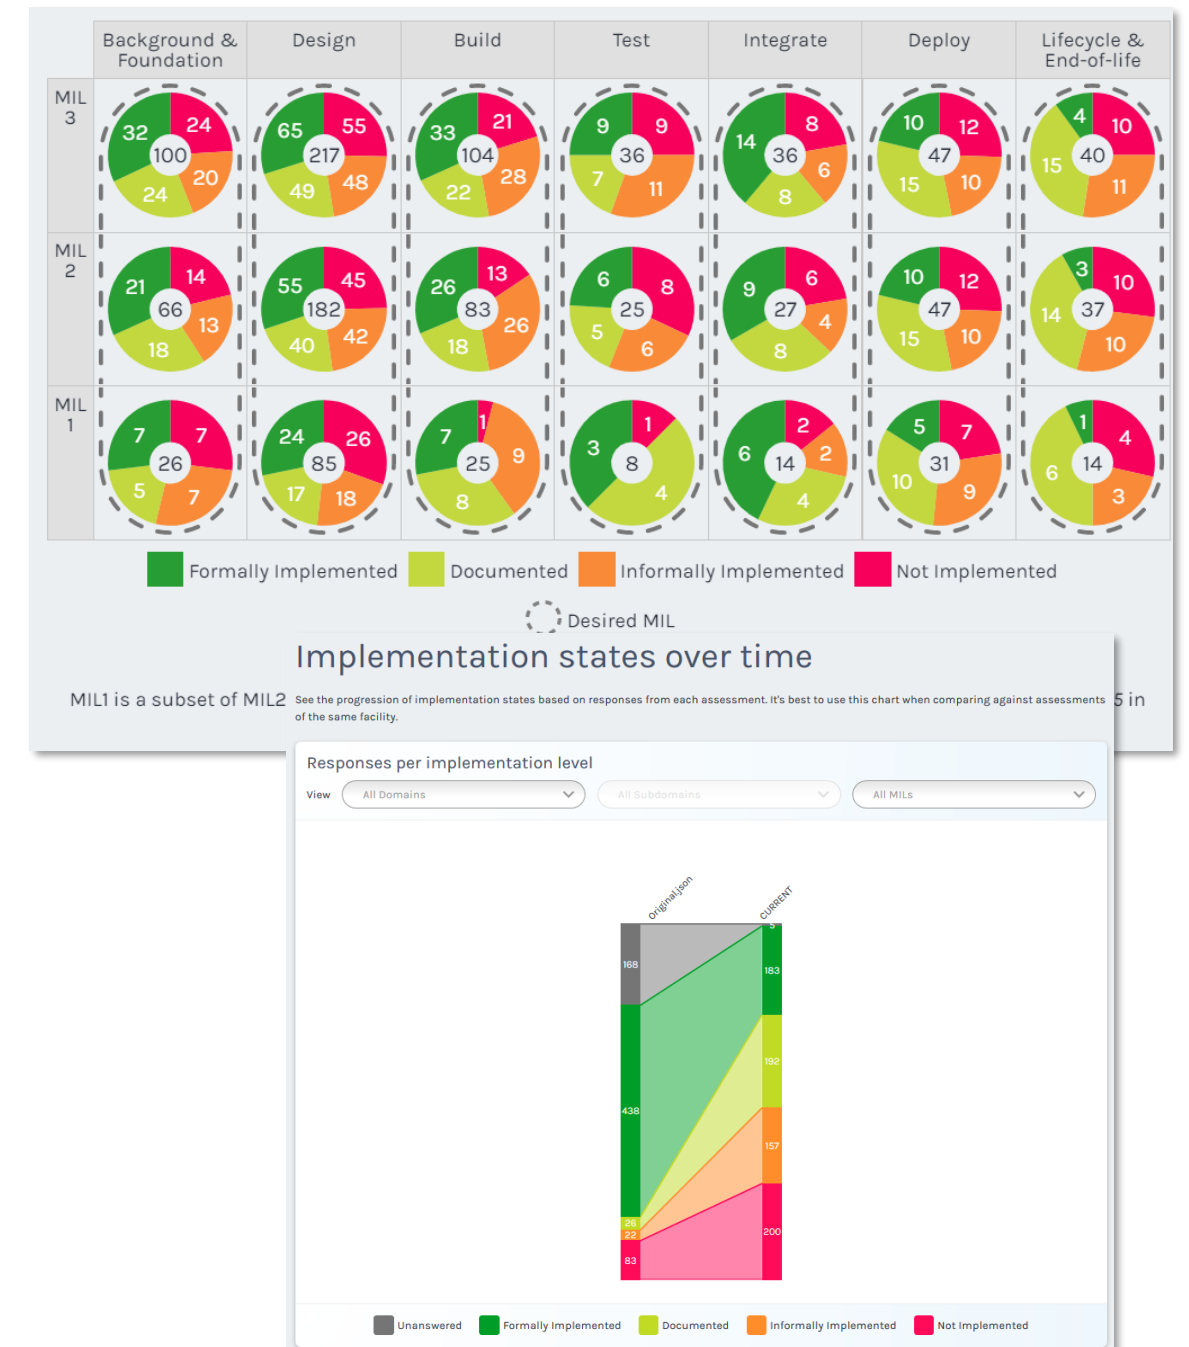 Background & Design Build Test Integrate Deploy Lifecycle &
Foundation End-of-life
MIL
3
32 24 100 20 24
65 55 217 48 49
33 21 104 28 22
9 9 36 11 7
14 8 36 6 8
10 12 47 10 15
4 10 40 11 15
MIL
2
21 14 66 13 18
55 45 182 42 40
26 13 83 26 18
6 8 25 6 5
9 6 27 4 8
10 12 47 10 15
3 10 37 10 14
MIL
1
7 7 26 7 5
24 26 85 18 17
7 1 25 9 8
3 1 8 4
6 2 14 2 4
5 7 31 9 10
1 4 14 3 6
Formally Implemented Documented Informally Implemented Not Implemented
Desired MIL
MIL1 is a subset of MIL2
5 in
Implementation states over time
See the progression of implementation states based on responses from each assessment. It's best to use this chart when comparing against assessments
of the same facility.
Responses per implementation level
View All Domains All Subdomains All MILs
Original.json CURRENT
168
438
26
22
83
183
192
157
200
Unanswered Formally Implemented Documented Informally Implemented Not Implemented